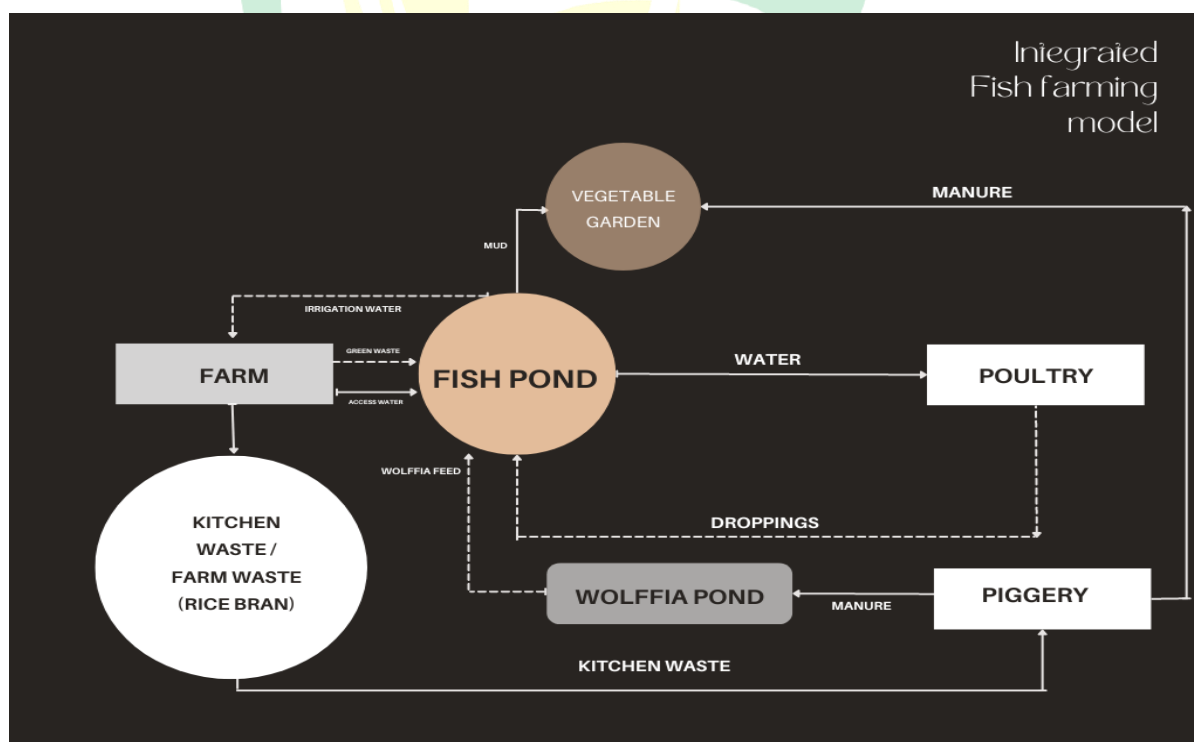 Integrated
Fish farming
model
VEGETABLE
GARDEN
MANURE
MUD
IRRIGATION WATER
FARM
GREEN WASTE
ACCESS WATER
FISH POND
WATER
POULTRY
WOLFFIA FEED
DROPPINGS
KITCHEN
WASTE /
FARM WASTE
(RICE BRAN)
WOLFFIA POND
MANURE
PIGGERY
KITCHEN WASTE